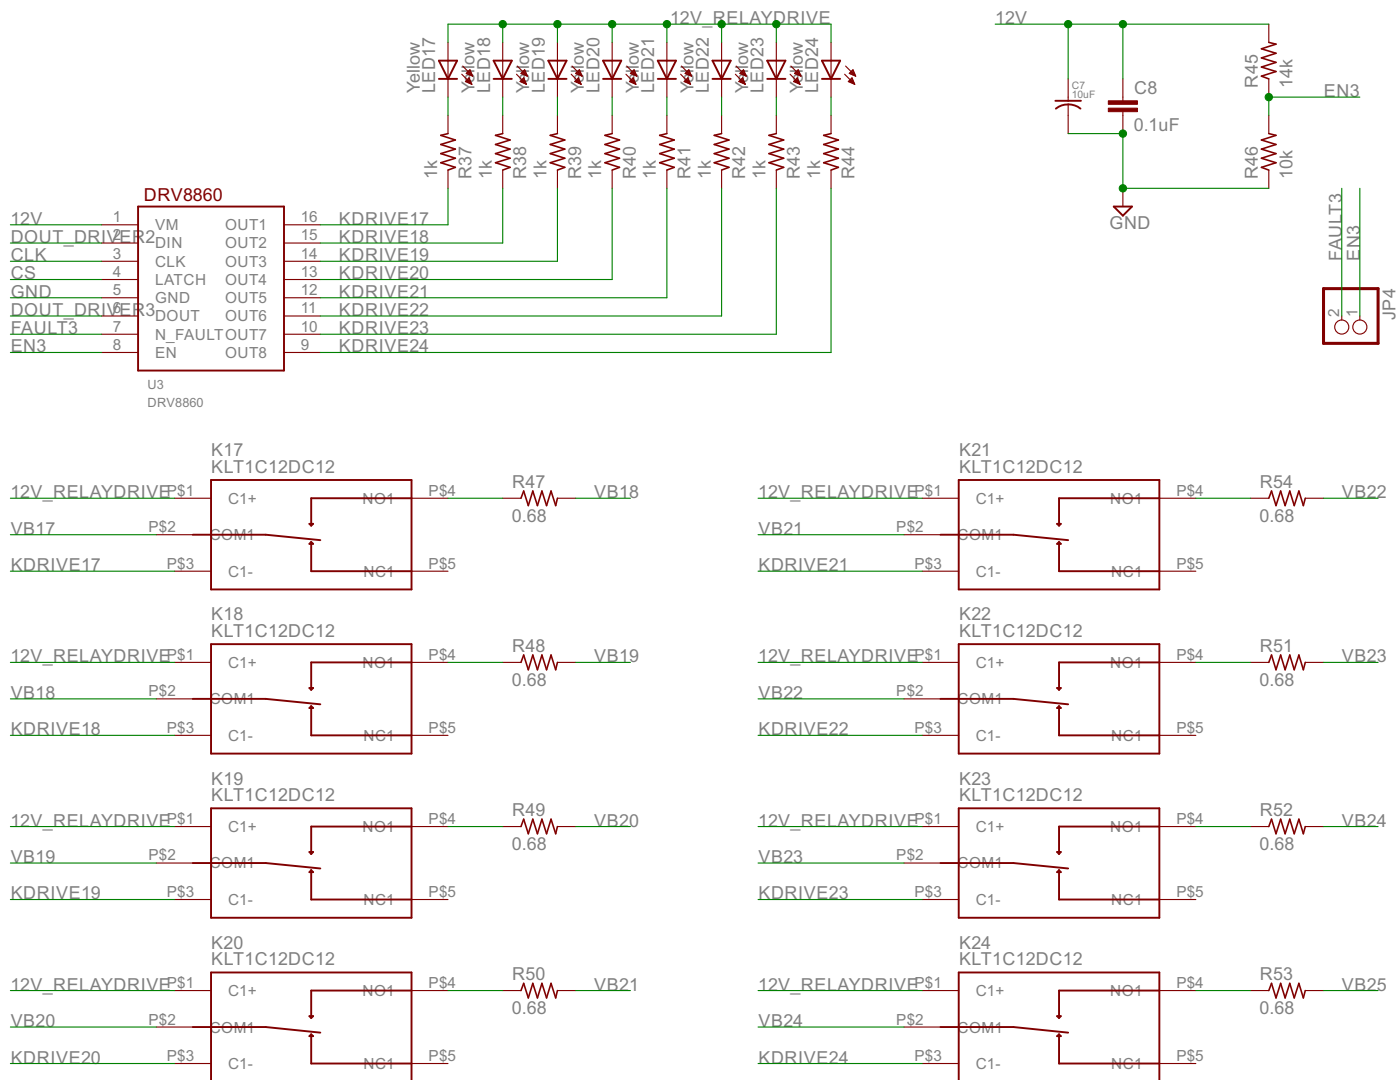 12V_RELAYDRIVE
Yellow
LED17
Yellow
LED18
Yellow
LED19
Yellow
LED20
Yellow
LED21
Yellow
LED22
Yellow
LED23
Yellow
LED24
1k
R37
1k
R38
1k
R39
1k
R40
1k
R41
1k
R42
1k
R43
1k
R44
12V
C7
10uF
C8
0.1uF
R45
14k
EN3
R46
10k
GND
FAULT3
EN3
2
1
JP4
DRV8860
12V 1 VM OUT1 16 KDRIVE17
DOUT_DRIVER2 2 DIN OUT2 15 KDRIVE18
CLK 3 CLK OUT3 14 KDRIVE19
CS 4 LATCH OUT4 13 KDRIVE20
GND 5 GND OUT5 12 KDRIVE21
DOUT_DRIVER3 6 DOUT OUT6 11 KDRIVE22
FAULT3 7 N_FAULT OUT7 10 KDRIVE23
EN3 8 EN OUT8 9 KDRIVE24
U3
DRV8860
K17
KLT1C12DC12
12V_RELAYDRIVE P$1 C1+ NO1 P$4 R47 0.68 VB18
VB17 P$2 COM1
KDRIVE17 P$3 C1- NC1 P$5
K21
KLT1C12DC12
12V_RELAYDRIVE P$1 C1+ NO1 P$4 R54 0.68 VB22
VB21 P$2 COM1
KDRIVE21 P$3 C1- NC1 P$5
K18
KLT1C12DC12
12V_RELAYDRIVE P$1 C1+ NO1 P$4 R48 0.68 VB19
VB18 P$2 COM1
KDRIVE18 P$3 C1- NC1 P$5
K22
KLT1C12DC12
12V_RELAYDRIVE P$1 C1+ NO1 P$4 R51 0.68 VB23
VB22 P$2 COM1
KDRIVE22 P$3 C1- NC1 P$5
K19
KLT1C12DC12
12V_RELAYDRIVE P$1 C1+ NO1 P$4 R49 0.68 VB20
VB19 P$2 COM1
KDRIVE19 P$3 C1- NC1 P$5
K23
KLT1C12DC12
12V_RELAYDRIVE P$1 C1+ NO1 P$4 R52 0.68 VB24
VB23 P$2 COM1
KDRIVE23 P$3 C1- NC1 P$5
K20
KLT1C12DC12
12V_RELAYDRIVE P$1 C1+ NO1 P$4 R50 0.68 VB21
VB20 P$2 COM1
KDRIVE20 P$3 C1- NC1 P$5
K24
KLT1C12DC12
12V_RELAYDRIVE P$1 C1+ NO1 P$4 R53 0.68 VB25
VB24 P$2 COM1
KDRIVE24 P$3 C1- NC1 P$5